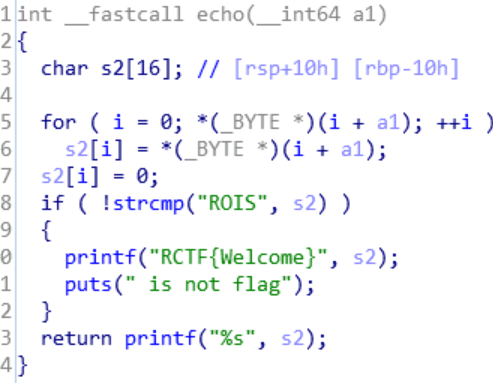 1 int __fastcall echo(__int64 a1)
2 {
3 char s2[16]; // [rsp+10h] [rbp-10h]
4
5 for ( i = 0; *(_BYTE *)(i + a1); ++i )
6 s2[i] = *(_BYTE *)(i + a1);
7 s2[i] = 0;
8 if ( !strcmp("ROIS", s2) )
9 {
0 printf("RCTF{Welcome}", s2);
1 puts(" is not flag");
2 }
3 return printf("%s", s2);
4 }